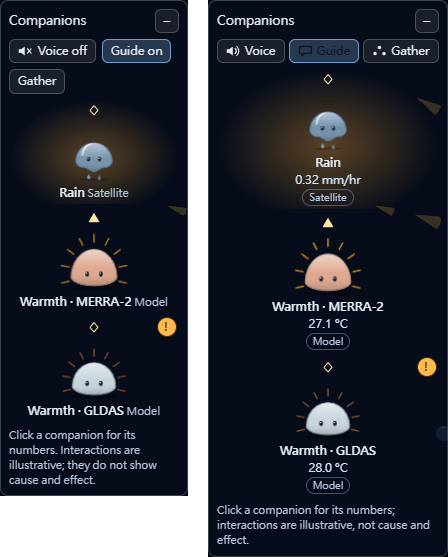 Companions
–
Voice off
Guide on
Gather
Rain Satellite
Warmth · MERRA-2 Model
!
Warmth · GLDAS Model
Click a companion for its
numbers. Interactions are
illustrative; they do not show
cause and effect.
Companions
–
Voice
Guide
Gather
Rain
0.32 mm/hr
Satellite
Warmth · MERRA-2
27.1 °C
Model
!
Warmth · GLDAS
28.0 °C
Model
Click a companion for its numbers;
interactions are illustrative, not cause and
effect.